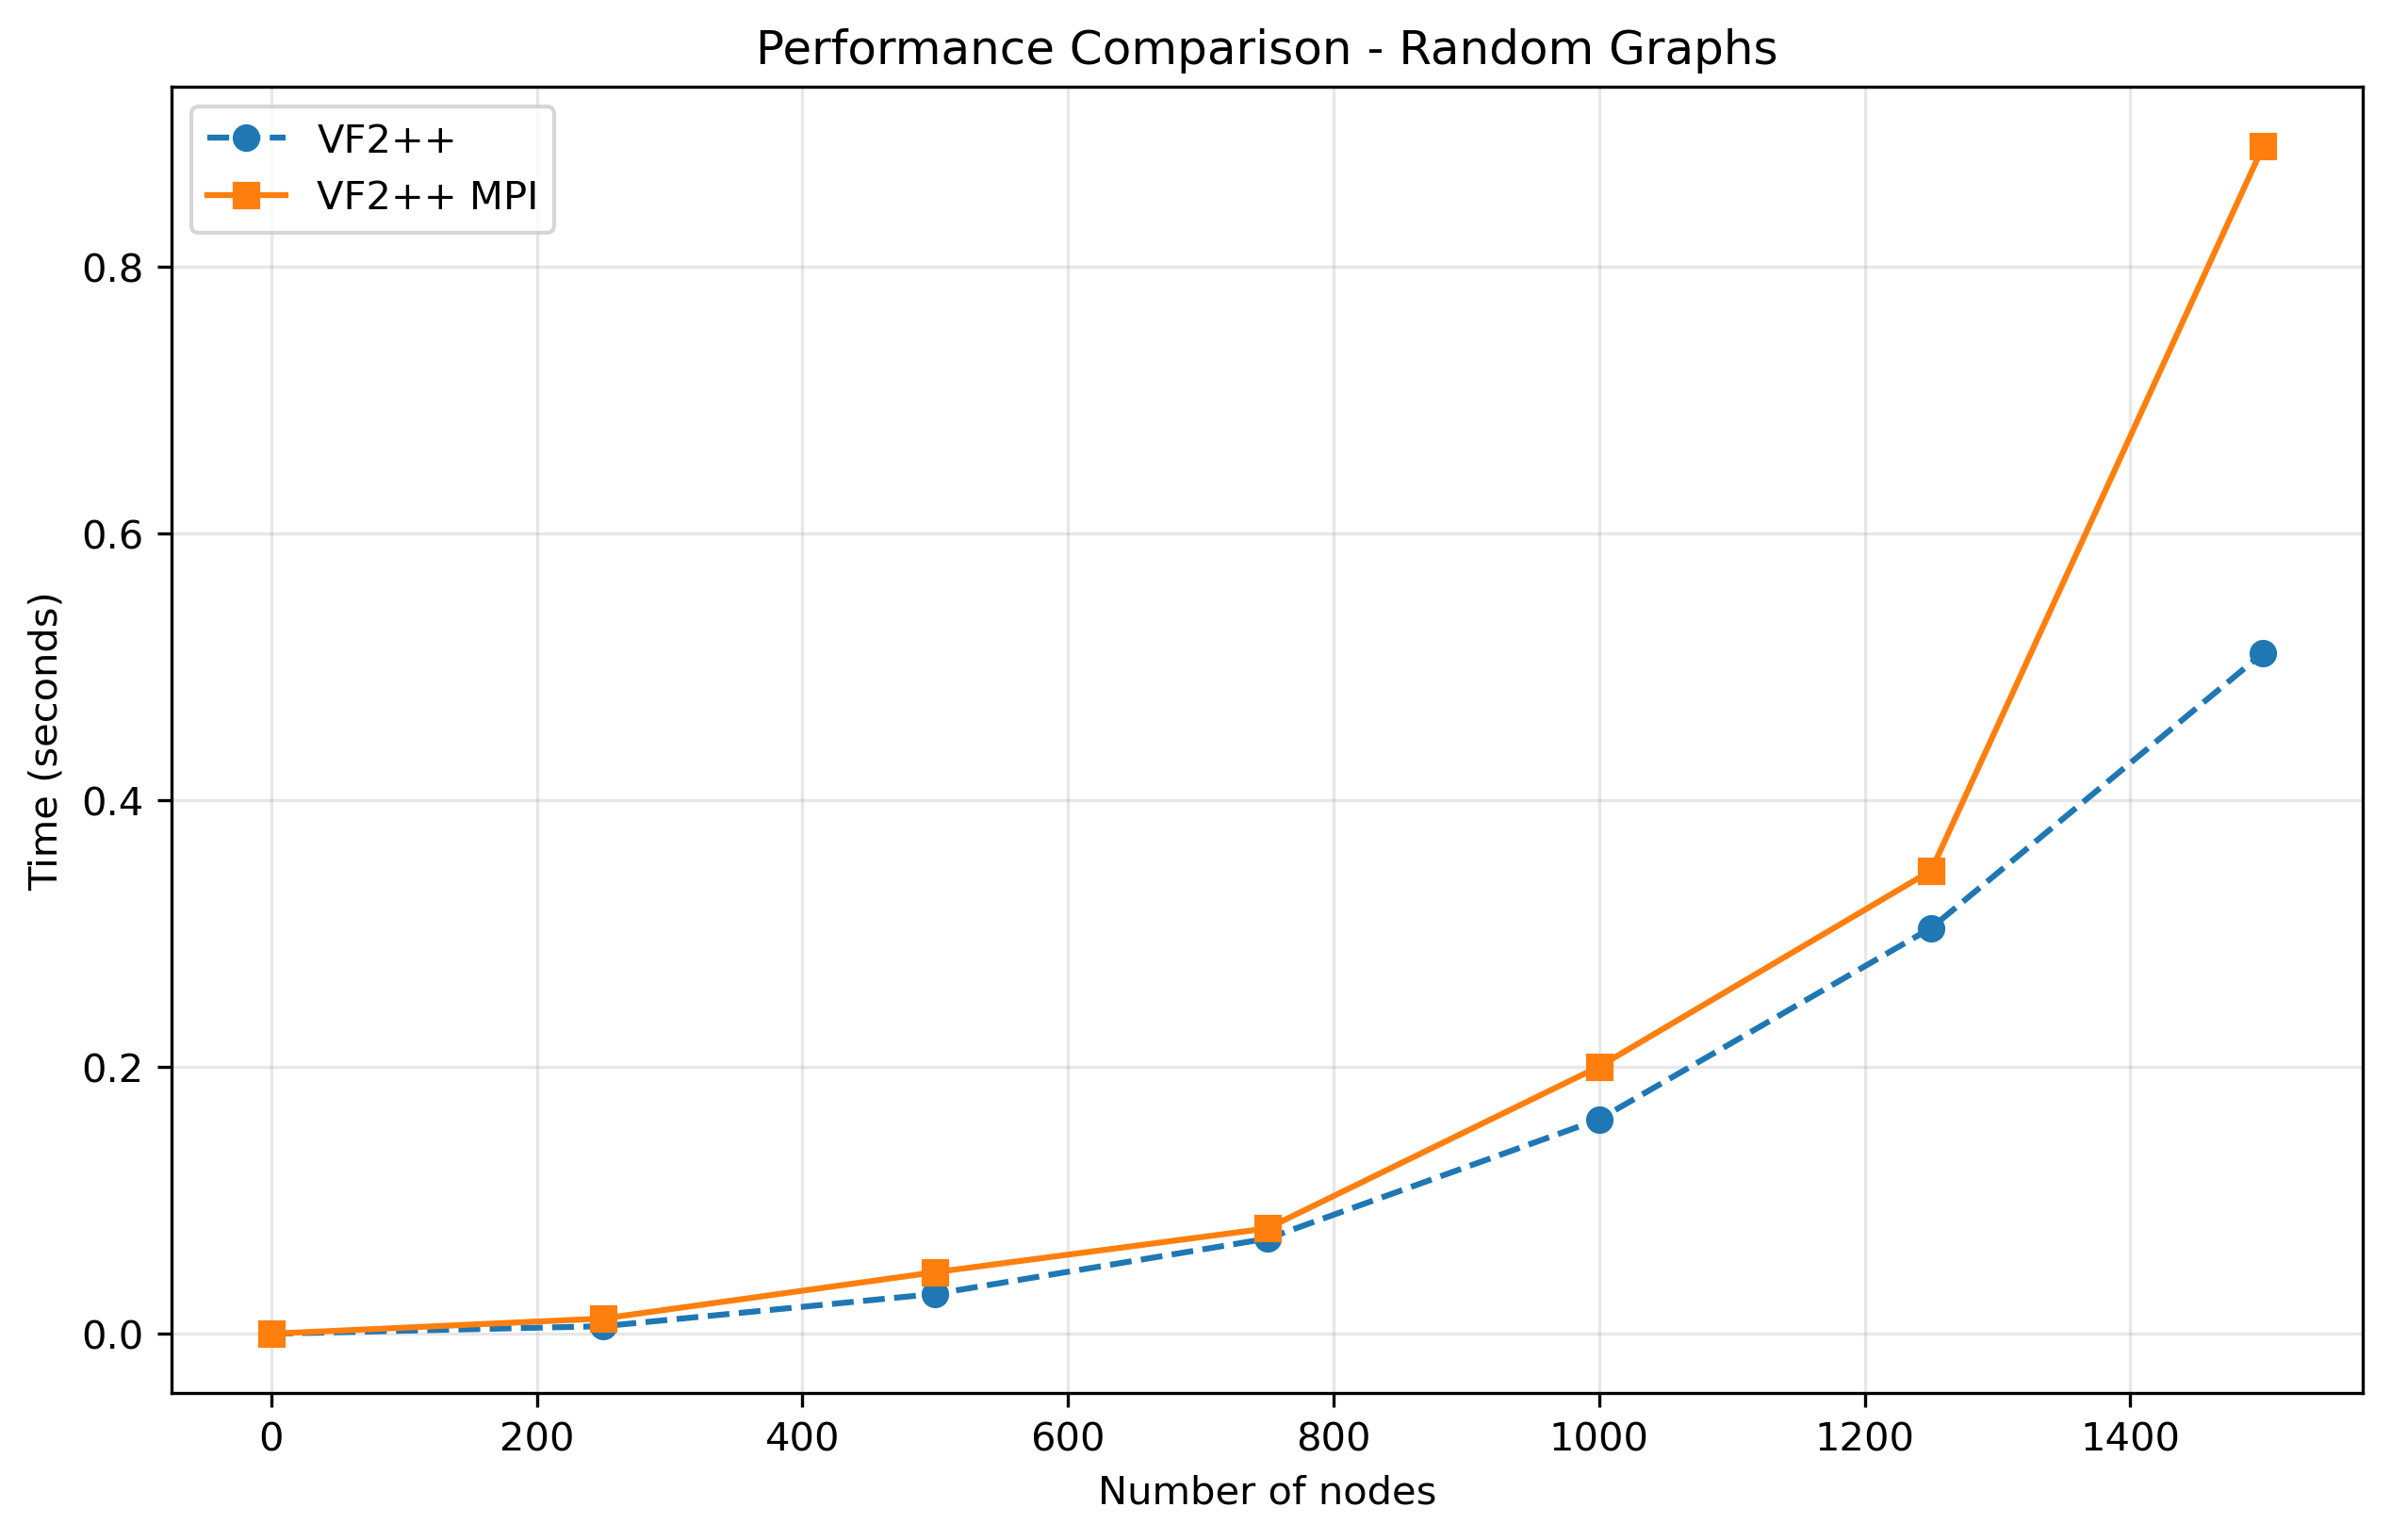 Performance Comparison - Random Graphs
VF2++
VF2++ MPI
Time (seconds)
0.8
0.6
0.4
0.2
0.0
0 200 400 600 800 1000 1200 1400
Number of nodes